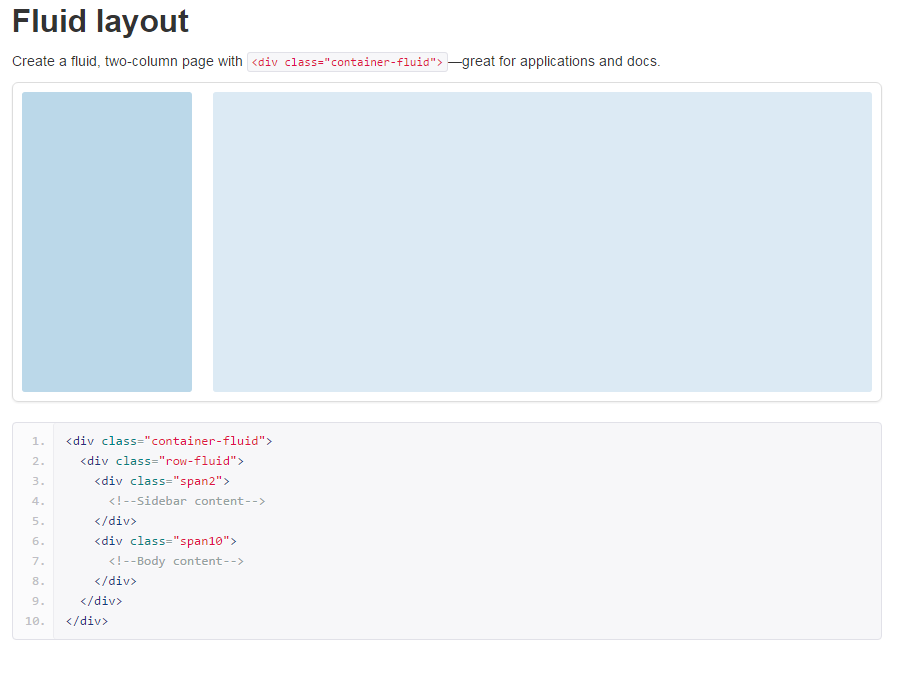 Fluid layout
Create a fluid, two-column page with <div class="container-fluid">—great for applications and docs.
1. <div class="container-fluid">
2.   <div class="row-fluid">
3.     <div class="span2">
4.       <!--Sidebar content-->
5.     </div>
6.     <div class="span10">
7.       <!--Body content-->
8.     </div>
9.   </div>
10. </div>